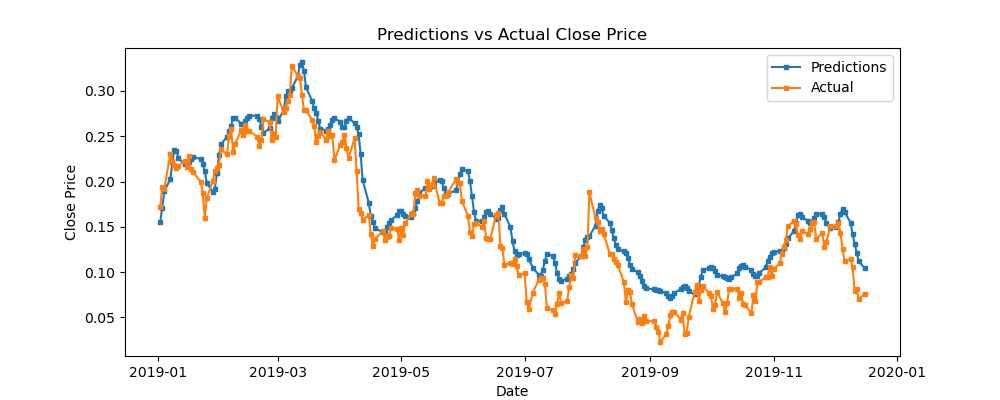 Predictions vs Actual Close Price
Predictions
Actual
Close Price
0.30
0.25
0.20
0.15
0.10
0.05
2019-01 2019-03 2019-05 2019-07 2019-09 2019-11 2020-01
Date